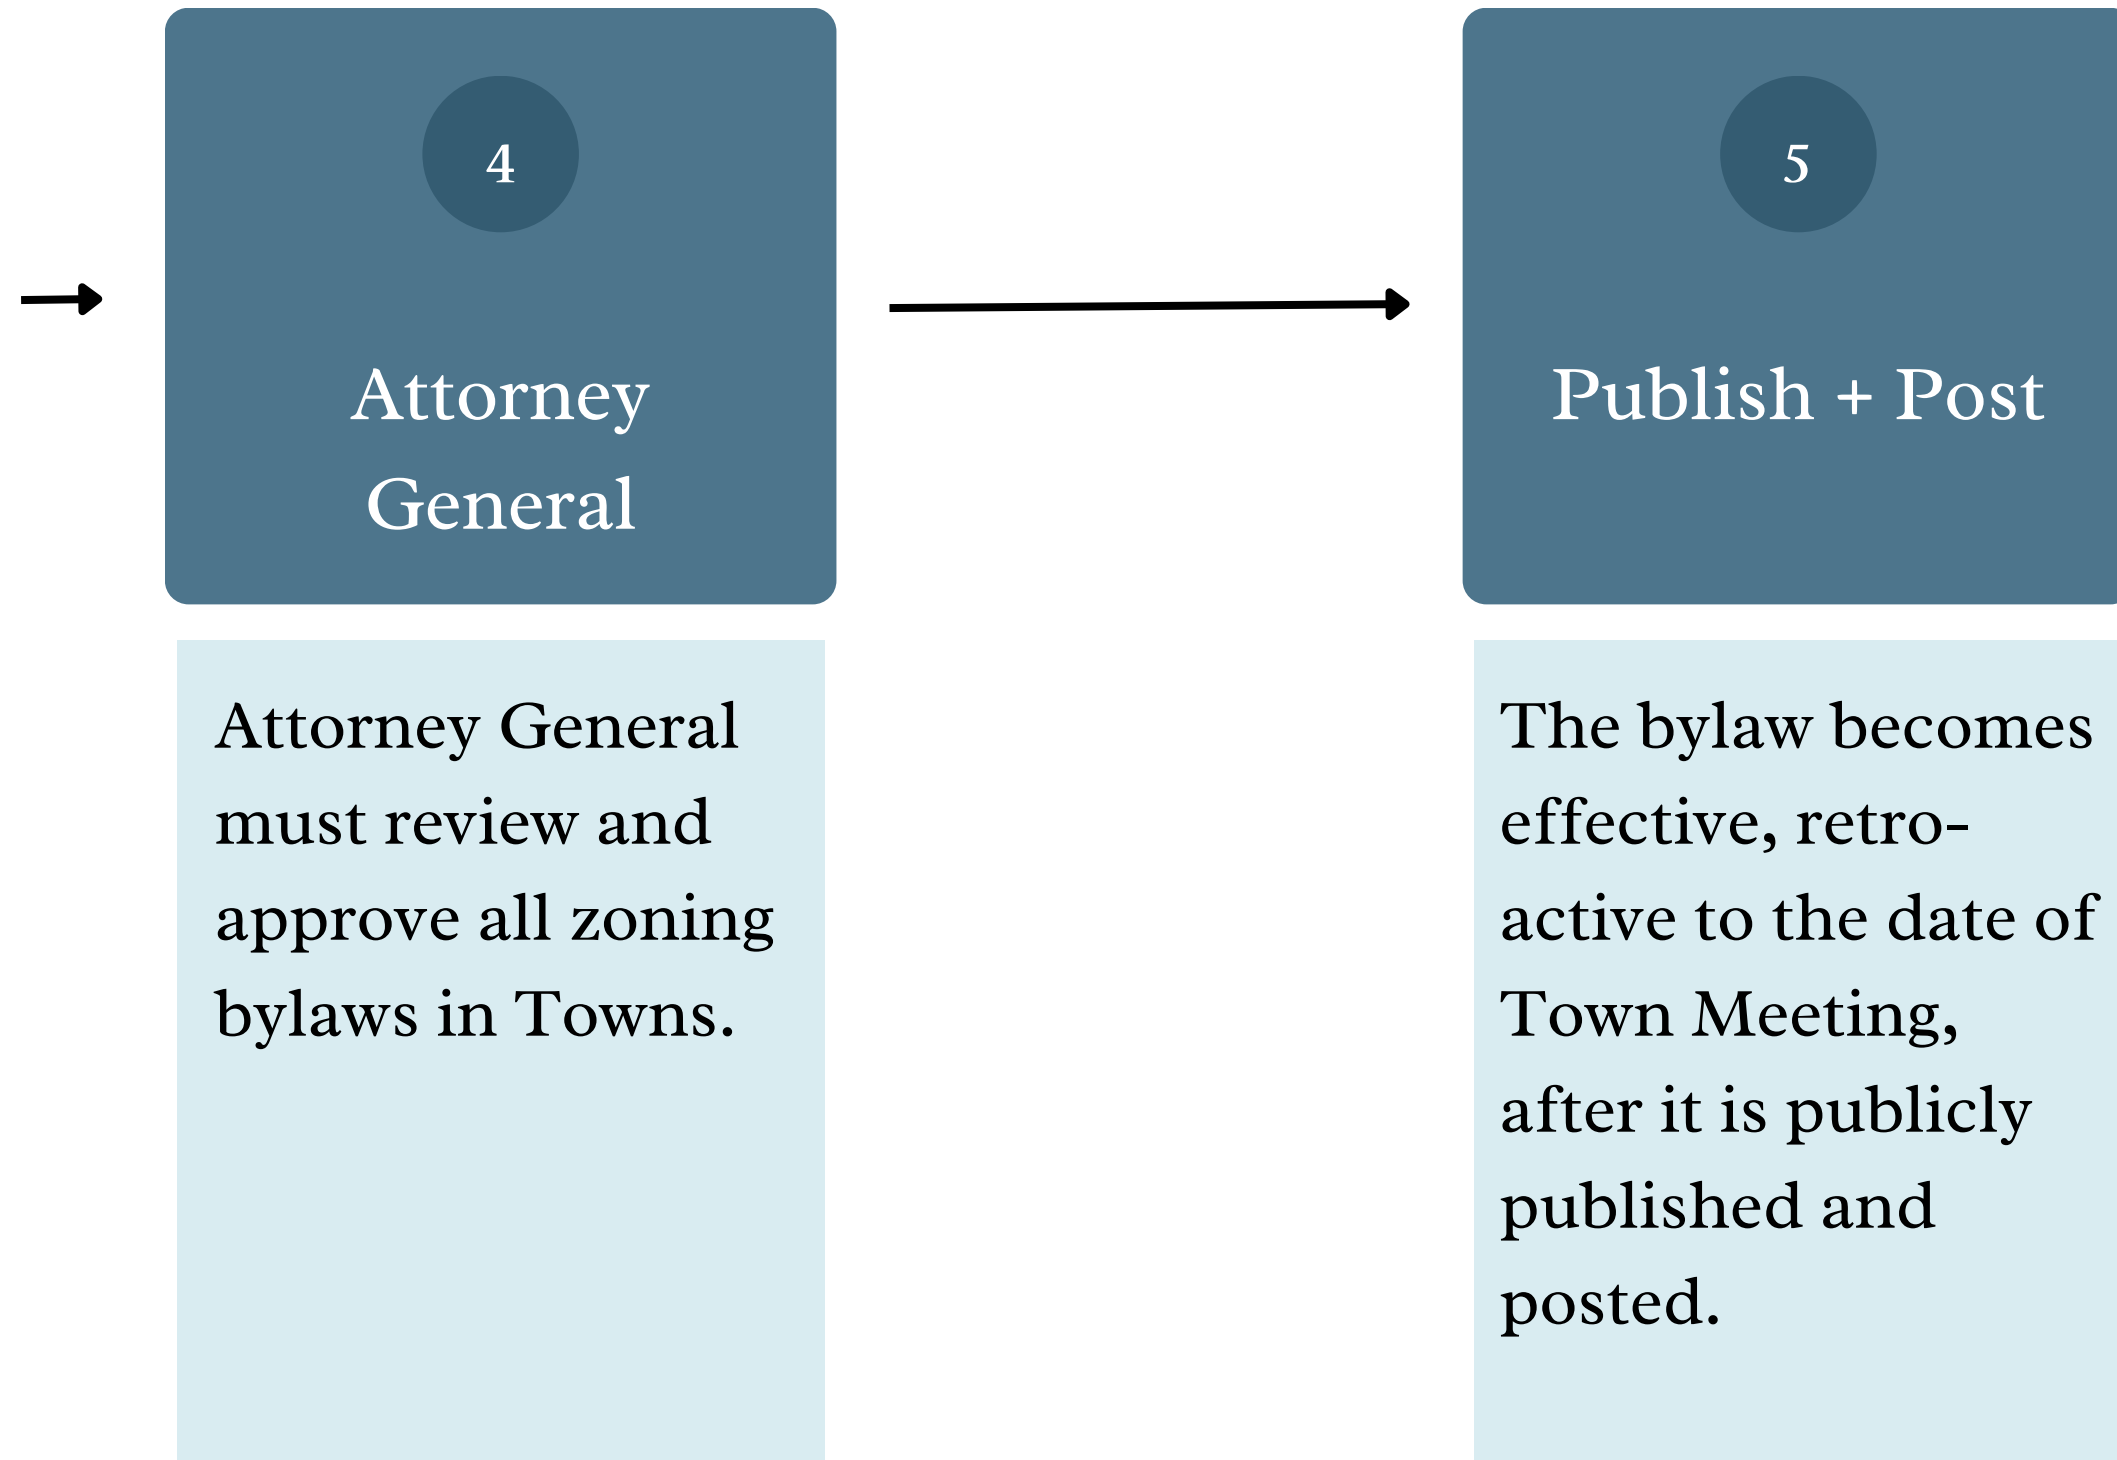 4
Attorney
General
Attorney General
must review and
approve all zoning
bylaws in Towns.
5
Publish + Post
The bylaw becomes
effective, retro-
active to the date of
Town Meeting,
after it is publicly
published and
posted.